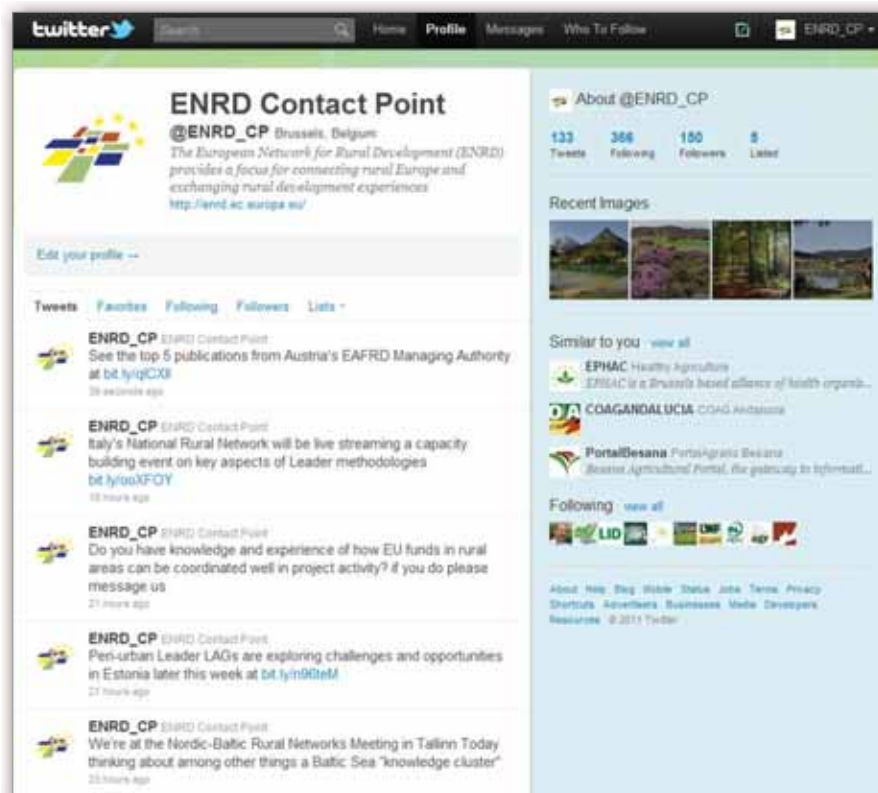 twitter
Search
Home Profile Messages Who To Follow
ENRD_CP
ENRD Contact Point
@ENRD_CP Brussels, Belgium
The European Network for Rural Development (ENRD)
provides a focus for connecting rural Europe and
exchanging rural development experiences
http://enrd.ec.europa.eu/
Edit your profile →
Tweets Favorites Following Followers Lists
ENRD_CP ENRD Contact Point
See the top 5 publications from Austria's EAFRD Managing Authority
at
39 seconds ago
ENRD_CP ENRD Contact Point
Italy's National Rural Network will be live streaming a capacity
building event on key aspects of Leader methodologies
bit.ly/ooXFOY
hours ago
ENRD_CP ENRD Contact Point
Do you have knowledge and experience of how EU funds in rural
areas can be coordinated well in project activity? if you do please
message us
21 hours ago
ENRD_CP ENRD Contact Point
Peri-urban Leader LAGs are exploring challenges and opportunities
in Estonia later this week at bit.ly/n96teM
hours ago
ENRD_CP ENRD Contact Point
We're at the Nordic-Baltic Rural Networks Meeting in Tallinn Today
thinking about among other things a Baltic Sea "knowledge cluster"
23 hours ago
About @ENRD_CP
133 366 150 5
Tweets Following Followers Listed
Recent Images
Similar to you view all
EPHAC Healthy Agriculture
EPHAC is a Brussels based alliance of health organis...
COAGANDALUCIA COAG Andalucia
PortalBesana PortalAgrario Besana
Besana Agricultural Portal, the gateway to informati...
Following view all
LID
About Help Blog Mobile Status Jobs Terms Privacy
Shortcuts Advertisers Businesses Media Developers
Resources © 2011 Twitter